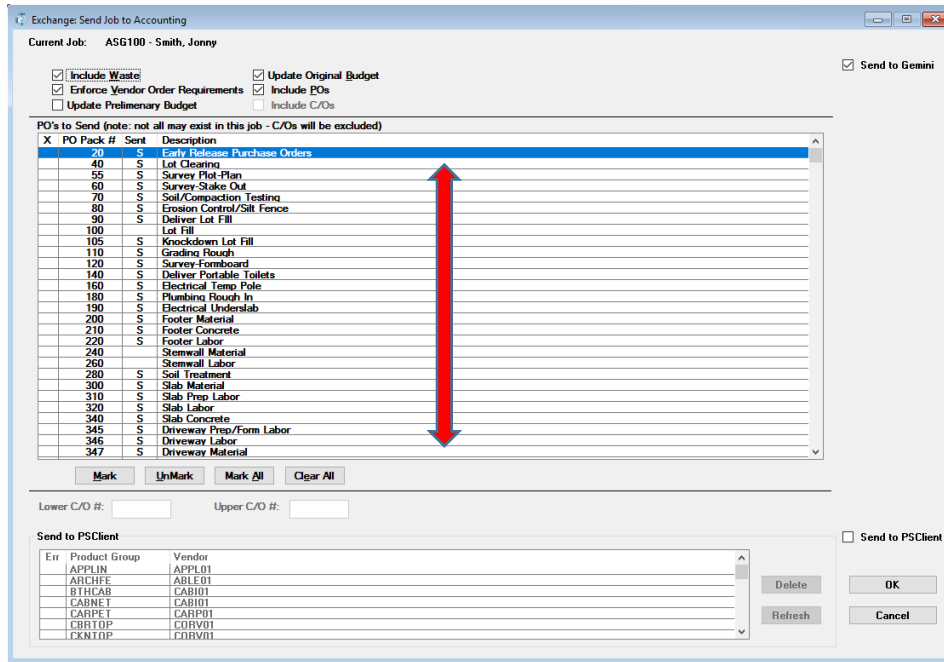 Exchange: Send Job to Accounting
Current Job: ASG100 - Smith, Jonny
Include Waste Update Original Budget Send to Gemini
Enforce Vendor Order Requirements Include POs
Update Prelimenary Budget Include C/Os
PO's to Send (note: not all may exist in this job - C/Os will be excluded)
X PO Pack # Sent Description
20 S Early Release Purchase Orders
40 S Lot Clearing
55 S Survey Plot-Plan
60 S Survey-Stake Out
70 S Soil/Compaction Testing
80 S Erosion Control/Silt Fence
90 S Deliver Lot FIll
100 Lot Fill
105 S Knockdown Lot Fill
110 S Grading Rough
120 S Survey-Formboard
140 S Deliver Portable Toilets
160 S Electrical Temp Pole
180 S Plumbing Rough In
190 S Electrical Underslab
200 S Footer Material
210 S Footer Concrete
220 S Footer Labor
240 Stemwall Material
260 Stemwall Labor
280 S Soil Treatment
300 S Slab Material
310 S Slab Prep Labor
320 S Slab Labor
340 S Slab Concrete
345 S Driveway Prep/Form Labor
346 S Driveway Labor
347 S Driveway Material
Mark UnMark Mark All Clear All
Lower C/O #: Upper C/O #:
Send to PSClient Send to PSClient
Err Product Group Vendor
APPLIN APPL01
ARCHFE ABLE01
BTHCAB CABI01
CABNET CABI01
CARPET CARP01
CBRTOP CORV01
CKNTOP CORV01
Delete OK
Refresh Cancel